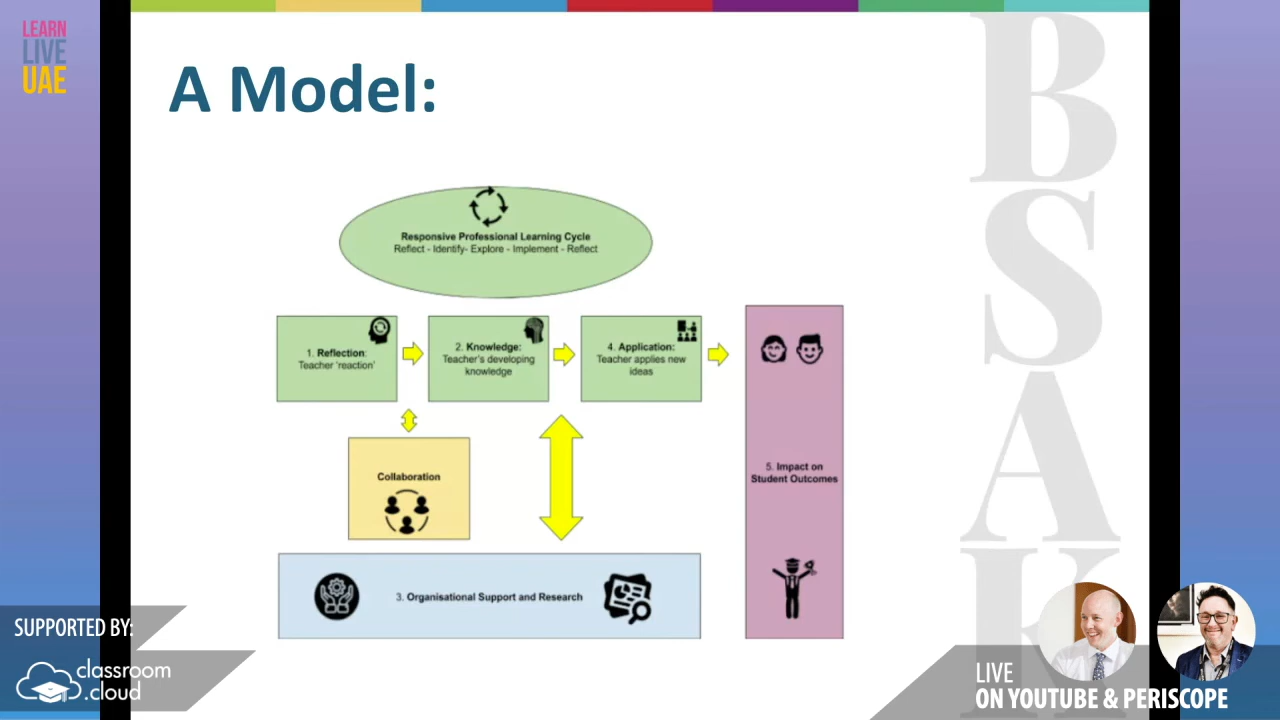 LEARN
LIVE
UAE
A Model:
Responsive Professional Learning Cycle
Reflect - Identify- Explore - Implement - Reflect
1. Reflection:
Teacher 'reaction'
2. Knowledge:
Teacher's developing
knowledge
4. Application:
Teacher applies new
ideas
Collaboration
5. Impact on
Student Outcomes
3. Organisational Support and Research
BSAK
SUPPORTED BY:
classroom
.cloud
LIVE
ON YOUTUBE & PERISCOPE